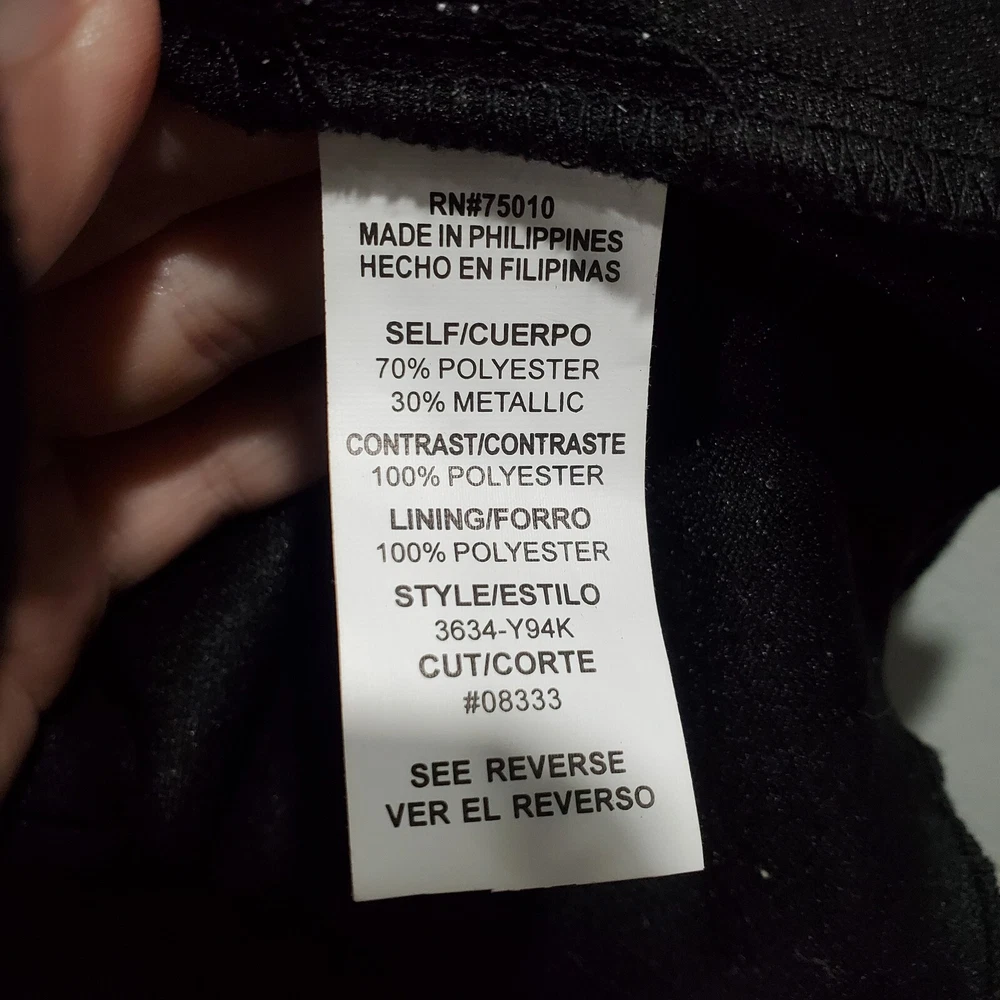 RN#75010
MADE IN PHILIPPINES
HECHO EN FILIPINAS
SELF/CUERPO
70% POLYESTER
30% METALLIC
CONTRAST/CONTRASTE
100% POLYESTER
LINING/FORRO
100% POLYESTER
STYLE/ESTILO
3634-Y94K
CUT/CORTE
#08333
SEE REVERSE
VER EL REVERSO